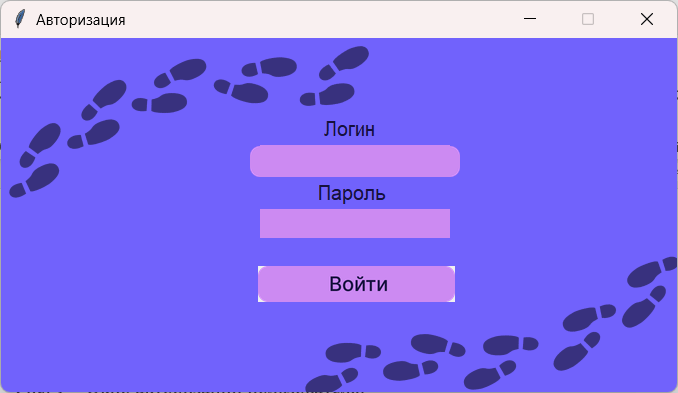 Авторизация
Логин
Пароль
Войти